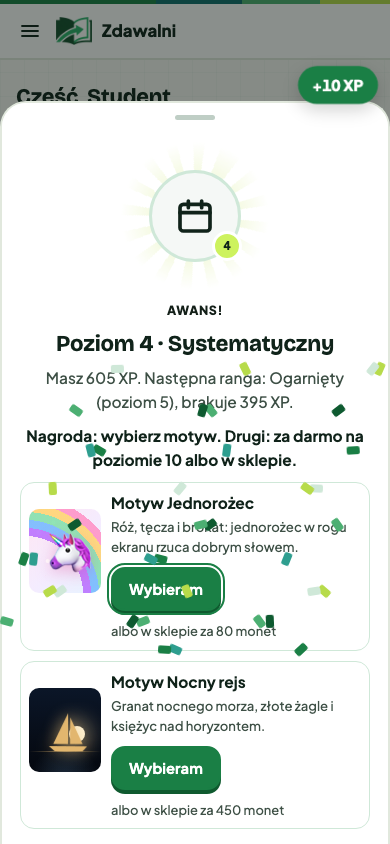 Zdawalni
Cześć, Student
+10 XP
4
AWANS!
Poziom 4 · Systematyczny
Masz 605 XP. Następna ranga: Ogarnięty
(poziom 5), brakuje 395 XP.
Nagroda: wybierz motyw. Drugi: za darmo na
poziomie 10 albo w sklepie.
Motyw Jednorożec
Róż, tęcza i brokat: jednorożec w rogu
ekranu rzuca dobrym słowem.
Wybieram
albo w sklepie za 80 monet
Motyw Nocny rejs
Granat nocnego morza, złote żagle i
księżyc nad horyzontem.
Wybieram
albo w sklepie za 450 monet